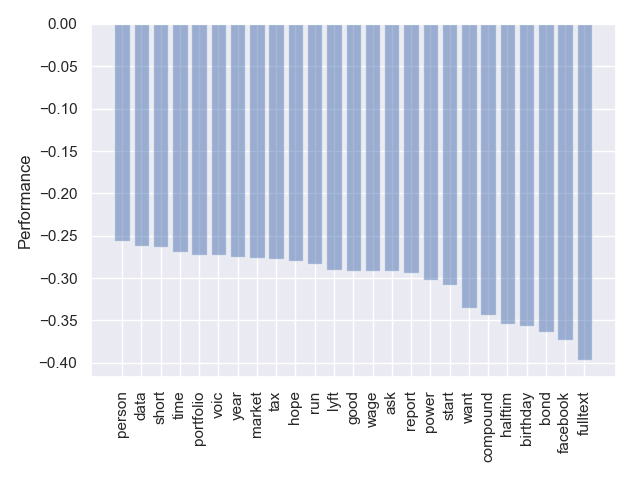 0.00
−0.05
−0.10
−0.15
−0.20
−0.25
−0.30
−0.35
−0.40
Performance
person
data
short
time
portfolio
voic
year
market
tax
hope
run
lyft
good
wage
ask
report
power
start
want
compound
halftim
birthday
bond
facebook
fulltext